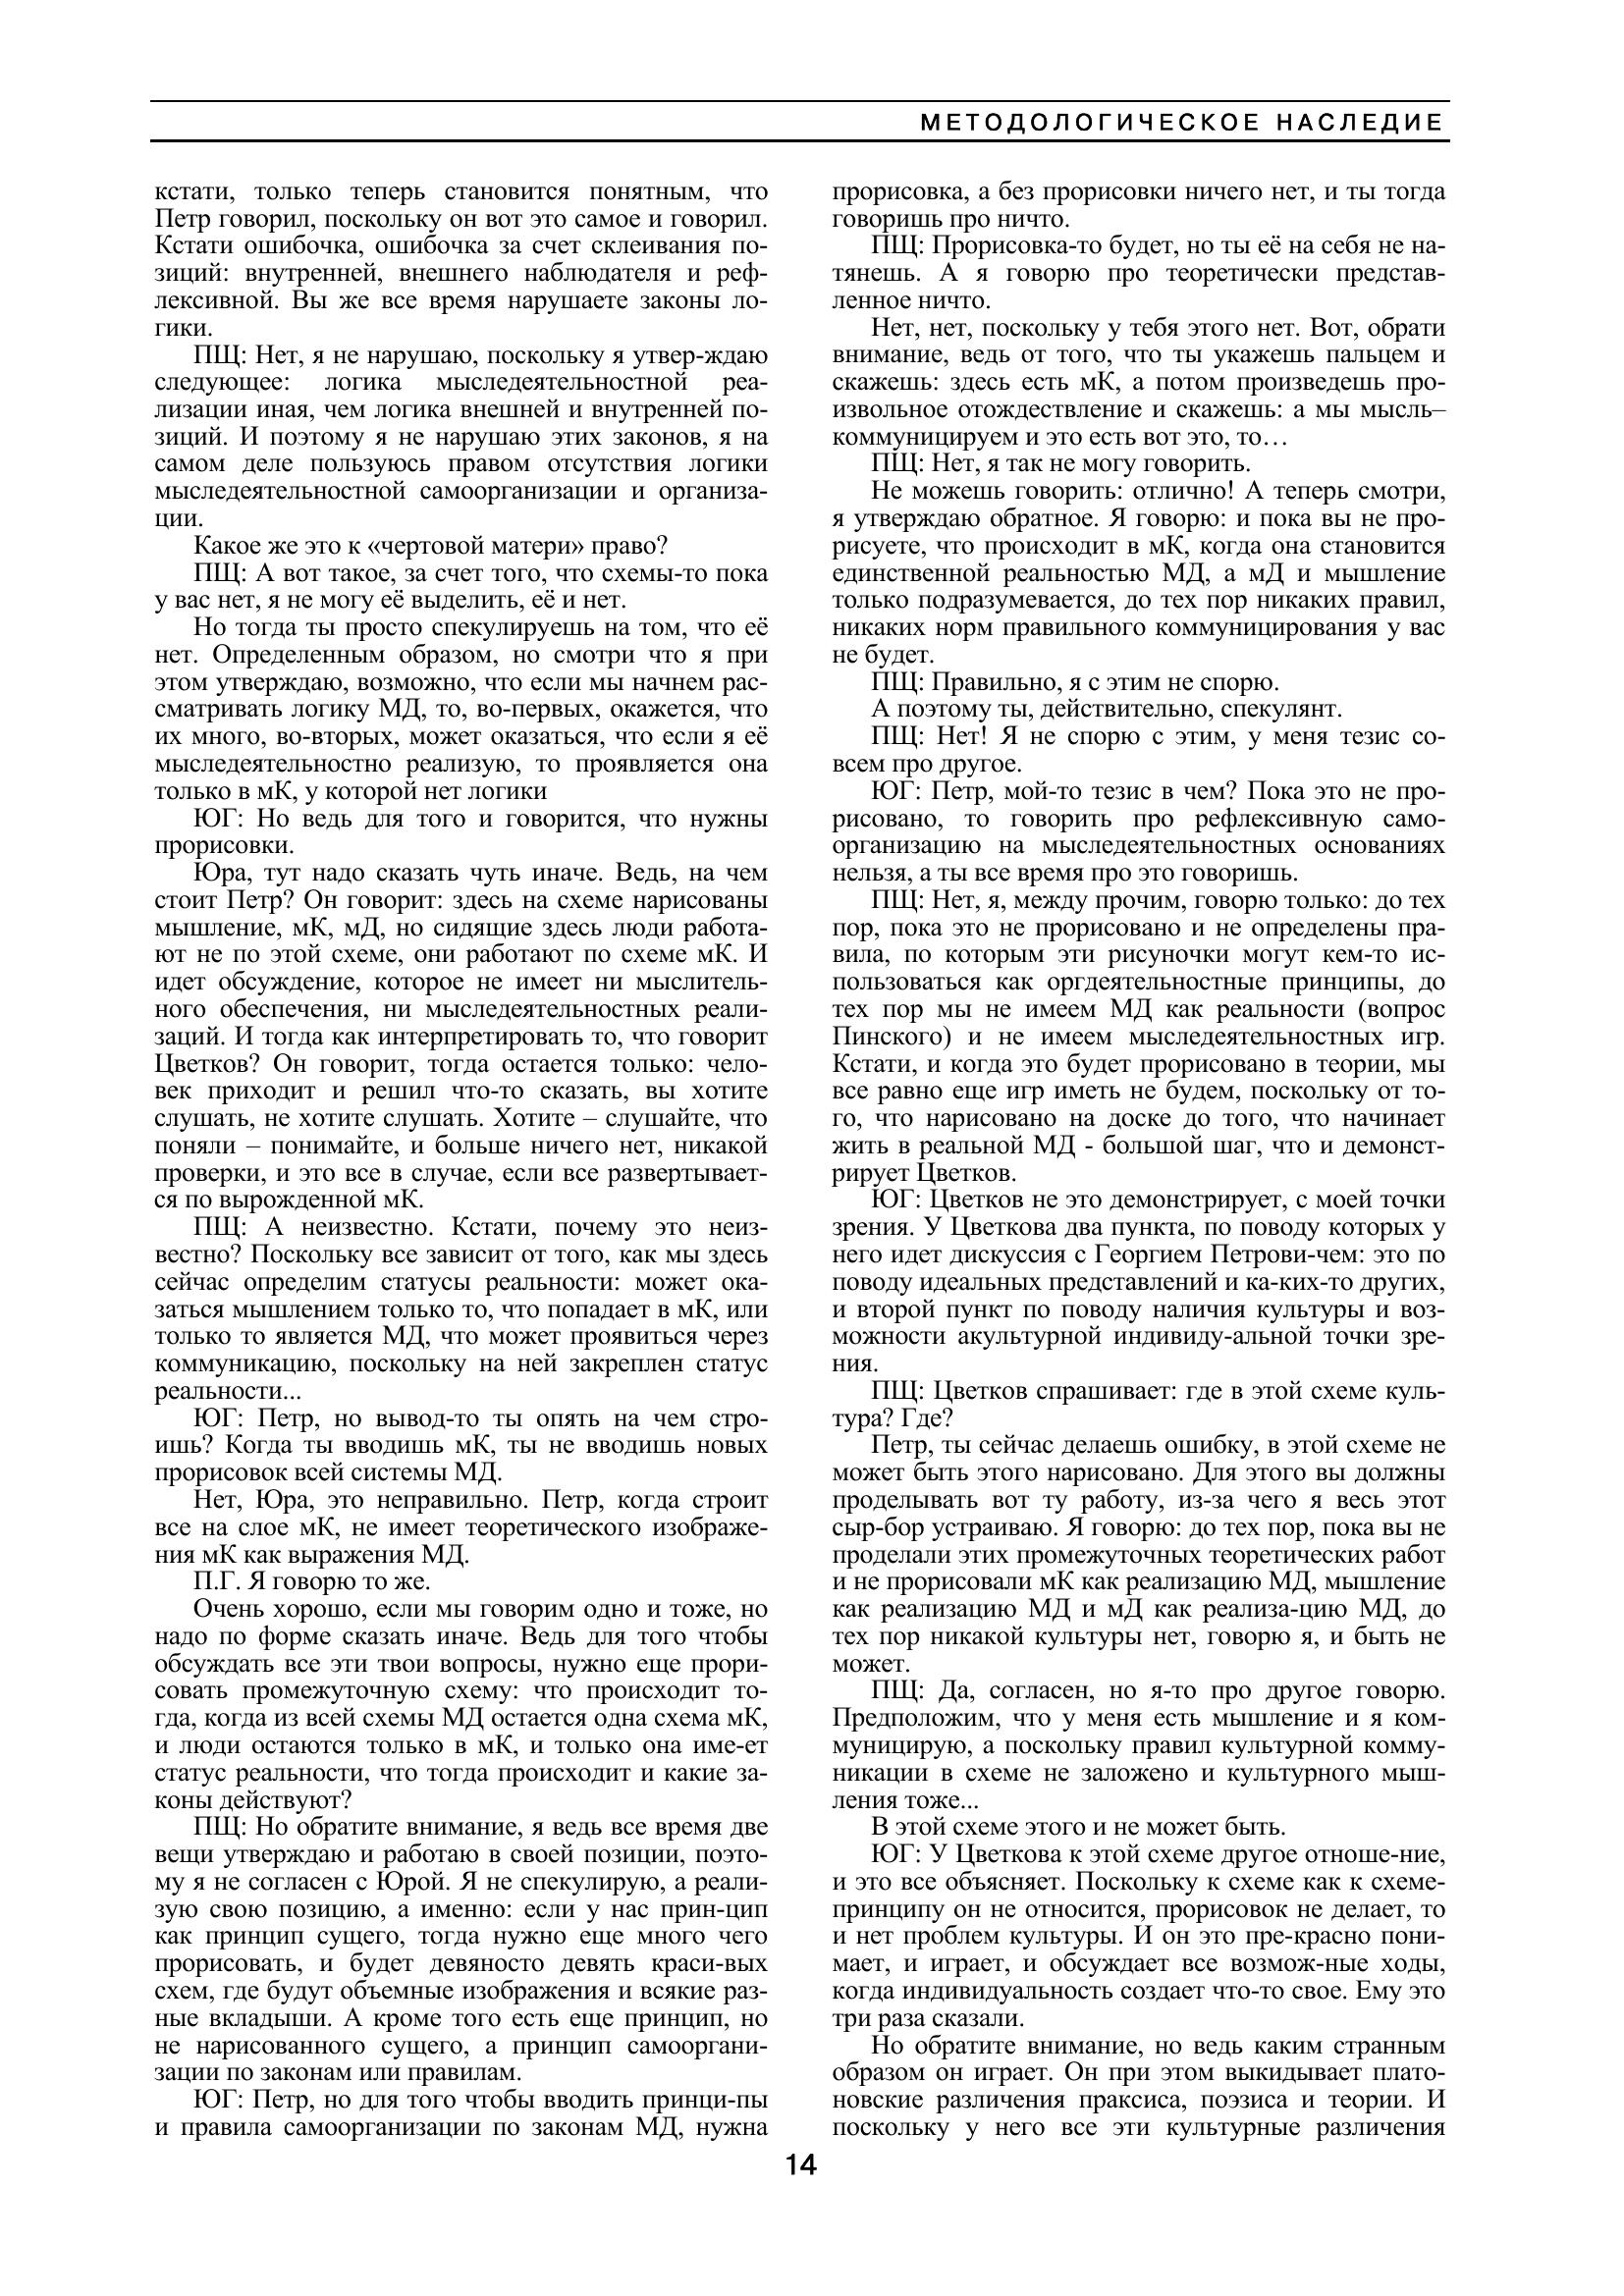 МЕТОДОЛОГИЧЕСКОЕ НАСЛЕДИЕ
кстати, только теперь становится понятным, что
Петр говорил, поскольку он вот это самое и говорил.
Кстати ошибочка, ошибочка за счет склеивания по-
зиций: внутренней, внешнего наблюдателя и реф-
лексивной. Вы же все время нарушаете законы ло-
гики.
ПЩ: Нет, я не нарушаю, поскольку я утвер-ждаю
следующее: логика мыследеятельностной реа-
лизации иная, чем логика внешней и внутренней по-
зиций. И поэтому я не нарушаю этих законов, я на
самом деле пользуюсь правом отсутствия логики
мыследеятельностной самоорганизации и организа-
ции.
Какое же это к «чертовой матери» право?
ПЩ: А вот такое, за счет того, что схемы-то пока
у вас нет, я не могу её выделить, её и нет.
Но тогда ты просто спекулируешь на том, что её
нет. Определенным образом, но смотри что я при
этом утверждаю, возможно, что если мы начнем рас-
сматривать логику МД, то, во-первых, окажется, что
их много, во-вторых, может оказаться, что если я её
мыследеятельностно реализую, то проявляется она
только в мК, у которой нет логики
ЮГ: Но ведь для того и говорится, что нужны
прорисовки.
Юра, тут надо сказать чуть иначе. Ведь, на чем
стоит Петр? Он говорит: здесь на схеме нарисованы
мышление, мК, мД, но сидящие здесь люди работа-
ют не по этой схеме, они работают по схеме мК. И
идет обсуждение, которое не имеет ни мыслитель-
ного обеспечения, ни мыследеятельностных реали-
заций. И тогда как интерпретировать то, что говорит
Цветков? Он говорит, тогда остается только: чело-
век приходит и решил что-то сказать, вы хотите
слушать, не хотите слушать. Хотите – слушайте, что
поняли – понимайте, и больше ничего нет, никакой
проверки, и это все в случае, если все развертывает-
ся по вырожденной мК.
ПЩ: А неизвестно. Кстати, почему это неиз-
вестно? Поскольку все зависит от того, как мы здесь
сейчас определим статусы реальности: может ока-
заться мышлением только то, что попадает в мК, или
только то является МД, что может проявиться через
коммуникацию, поскольку на ней закреплен статус
реальности...
ЮГ: Петр, но вывод-то ты опять на чем стро-
ишь? Когда ты вводишь мК, ты не вводишь новых
прорисовок всей системы МД.
Нет, Юра, это неправильно. Петр, когда строит
все на слое мК, не имеет теоретического изображе-
ния мК как выражения МД.
П.Г. Я говорю то же.
Очень хорошо, если мы говорим одно и тоже, но
надо по форме сказать иначе. Ведь для того чтобы
обсуждать все эти твои вопросы, нужно еще прори-
совать промежуточную схему: что происходит то-
гда, когда из всей схемы МД остается одна схема мК,
и люди остаются только в мК, и только она име-ет
статус реальности, что тогда происходит и какие за-
коны действуют?
ПЩ: Но обратите внимание, я ведь все время две
вещи утверждаю и работаю в своей позиции, поэто-
му я не согласен с Юрой. Я не спекулирую, а реали-
зую свою позицию, а именно: если у нас прин-цип
как принцип сущего, тогда нужно еще много чего
прорисовать, и будет девяносто девять краси-вых
схем, где будут объемные изображения и всякие раз-
ные вкладыши. А кроме того есть еще принцип, но
не нарисованного сущего, а принцип самооргани-
зации по законам или правилам.
ЮГ: Петр, но для того чтобы вводить принци-пы
и правила самоорганизации по законам МД, нужна
прорисовка, а без прорисовки ничего нет, и ты тогда
говоришь про ничто.
ПЩ: Прорисовка-то будет, но ты её на себя не на-
тянешь. А я говорю про теоретически представ-
ленное ничто.
Нет, нет, поскольку у тебя этого нет. Вот, обрати
внимание, ведь от того, что ты укажешь пальцем и
скажешь: здесь есть мК, а потом произведешь про-
извольное отождествление и скажешь: а мы мысль–
коммуницируем и это есть вот это, то…
ПЩ: Нет, я так не могу говорить.
Не можешь говорить: отлично! А теперь смотри,
я утверждаю обратное. Я говорю: и пока вы не про-
рисуете, что происходит в мК, когда она становится
единственной реальностью МД, а мД и мышление
только подразумевается, до тех пор никаких правил,
никаких норм правильного коммуницирования у вас
не будет.
ПЩ: Правильно, я с этим не спорю.
А поэтому ты, действительно, спекулянт.
ПЩ: Нет! Я не спорю с этим, у меня тезис со-
всем про другое.
ЮГ: Петр, мой-то тезис в чем? Пока это не про-
рисовано, то говорить про рефлексивную само-
организацию на мыследеятельностных основаниях
нельзя, а ты все время про это говоришь.
ПЩ: Нет, я, между прочим, говорю только: до тех
пор, пока это не прорисовано и не определены пра-
вила, по которым эти рисуночки могут кем-то ис-
пользоваться как оргдеятельностные принципы, до
тех пор мы не имеем МД как реальности (вопрос
Пинского) и не имеем мыследеятельностных игр.
Кстати, и когда это будет прорисовано в теории, мы
все равно еще игр иметь не будем, поскольку от то-
го, что нарисовано на доске до того, что начинает
жить в реальной МД - большой шаг, что и демонст-
рирует Цветков.
ЮГ: Цветков не это демонстрирует, с моей точки
зрения. У Цветкова два пункта, по поводу которых у
него идет дискуссия с Георгием Петрови-чем: это по
поводу идеальных представлений и ка-ких-то других,
и второй пункт по поводу наличия культуры и воз-
можности акультурной индивиду-альной точки зре-
ния.
ПЩ: Цветков спрашивает: где в этой схеме куль-
тура? Где?
Петр, ты сейчас делаешь ошибку, в этой схеме не
может быть этого нарисовано. Для этого вы должны
проделывать вот ту работу, из-за чего я весь этот
сыр-бор устраиваю. Я говорю: до тех пор, пока вы не
проделали этих промежуточных теоретических работ
и не прорисовали мК как реализацию МД, мышление
как реализацию МД и мД как реализа-цию МД, до
тех пор никакой культуры нет, говорю я, и быть не
может.
ПЩ: Да, согласен, но я-то про другое говорю.
Предположим, что у меня есть мышление и я ком-
муницирую, а поскольку правил культурной комму-
никации в схеме не заложено и культурного мыш-
ления тоже...
В этой схеме этого и не может быть.
ЮГ: У Цветкова к этой схеме другое отноше-ние,
и это все объясняет. Поскольку к схеме как к схеме-
принципу он не относится, прорисовок не делает, то
и нет проблем культуры. И он это пре-красно пони-
мает, и играет, и обсуждает все возмож-ные ходы,
когда индивидуальность создает что-то свое. Ему это
три раза сказали.
Но обратите внимание, но ведь каким странным
образом он играет. Он при этом выкидывает плато-
новские различения праксиса, поэзиса и теории. И
поскольку у него все эти культурные различения
14